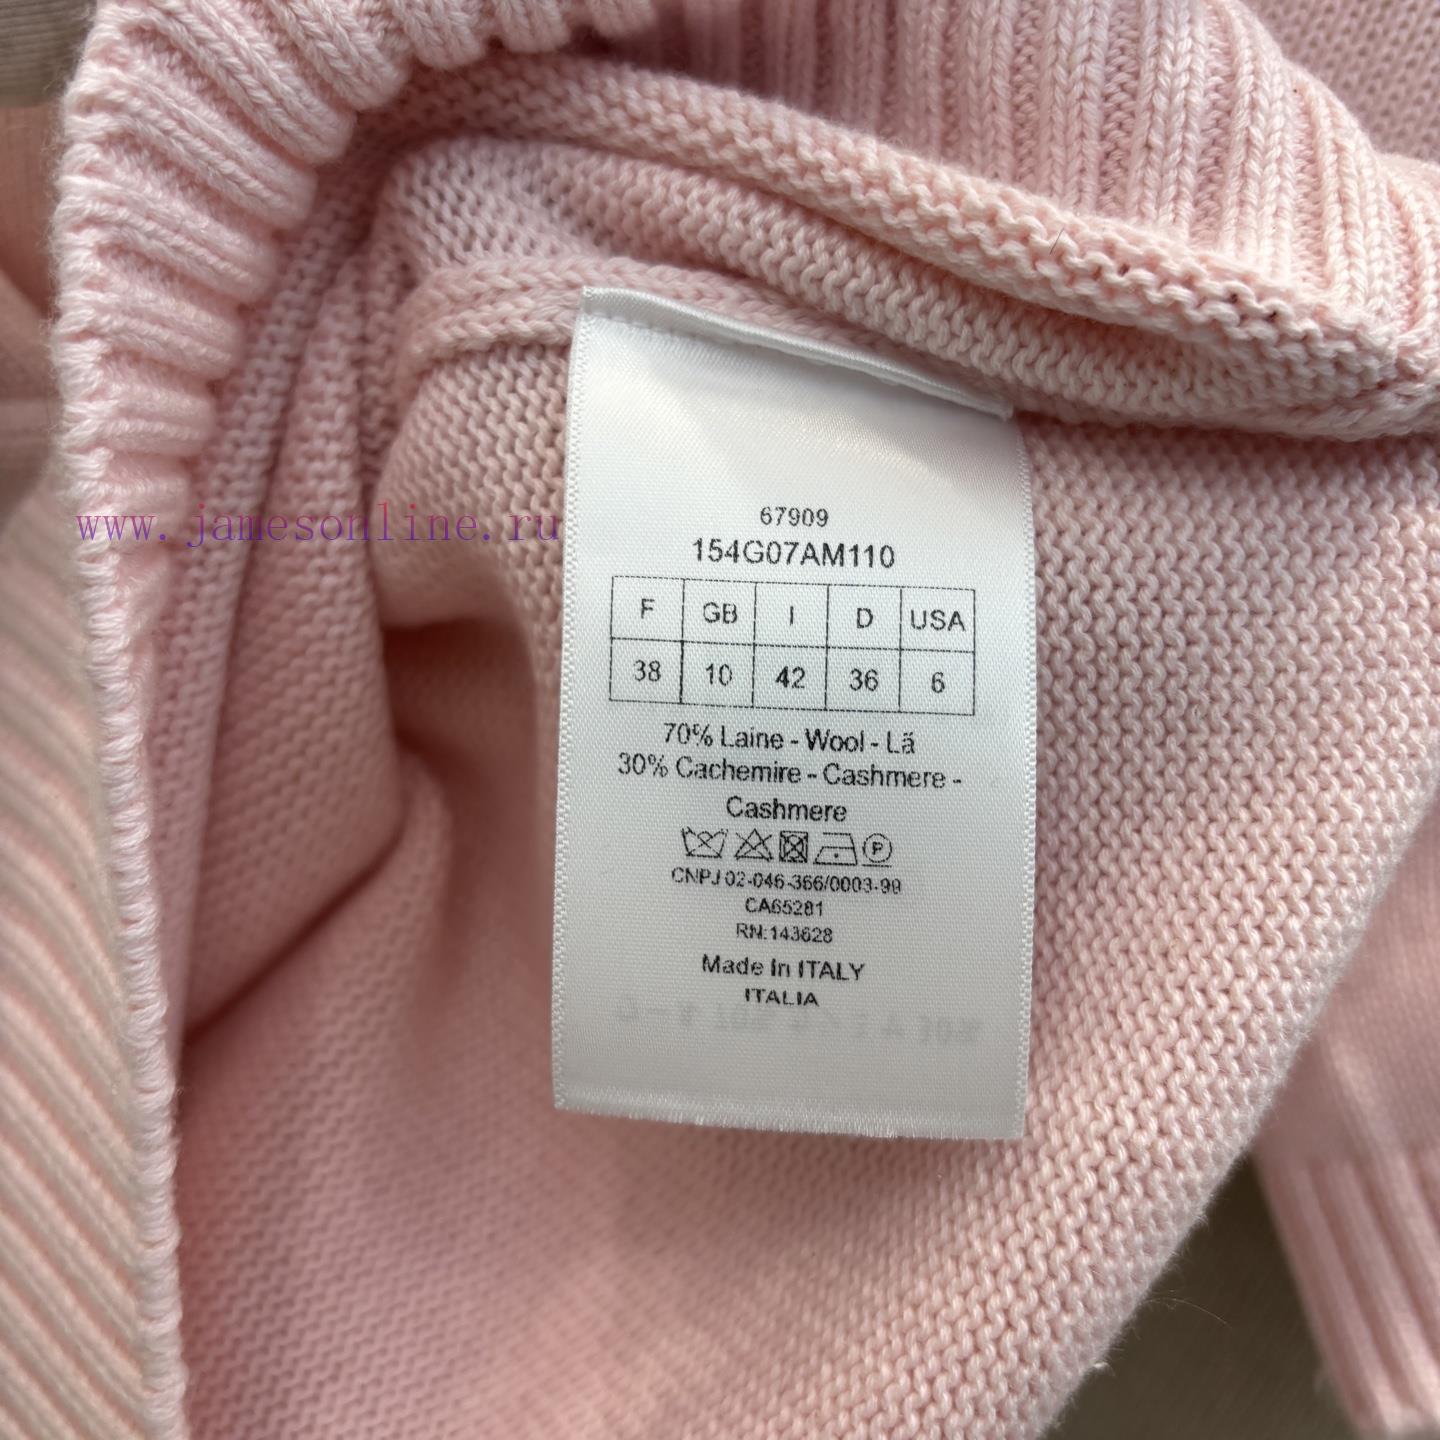 www.jamesonline.ru
67909
154G07AM110
F GB I D USA
38 10 42 36 6
70% Laine - Wool - Lä
30% Cachemire - Cashmere -
Cashmere
P
CNPJ 02-046-366/0003-99
CA65281
RN:143628
Made In ITALY
ITALIA